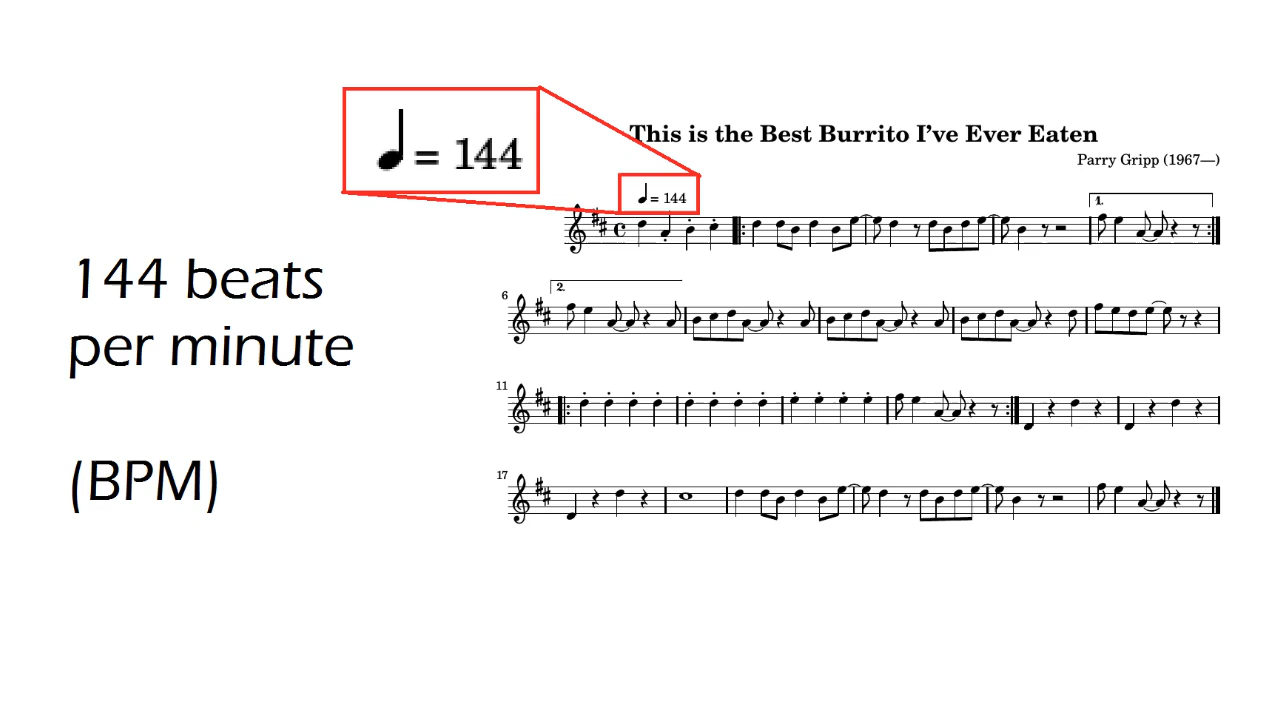 ♩= 144
This is the Best Burrito I’ve Ever Eaten
Parry Gripp (1967—)
♩= 144
1.
144 beats
per minute
(BPM)
2.
6
11
17